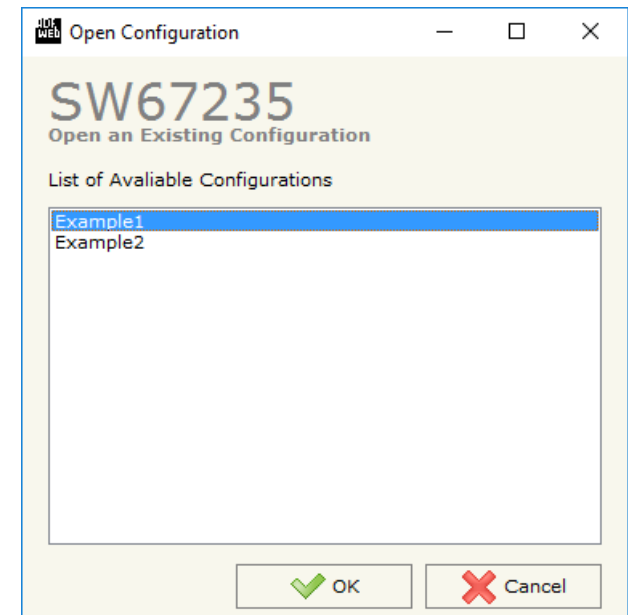 Open Configuration
SW67235
Open an Existing Configuration
List of Avaliable Configurations
Example1
Example2
OK
Cancel